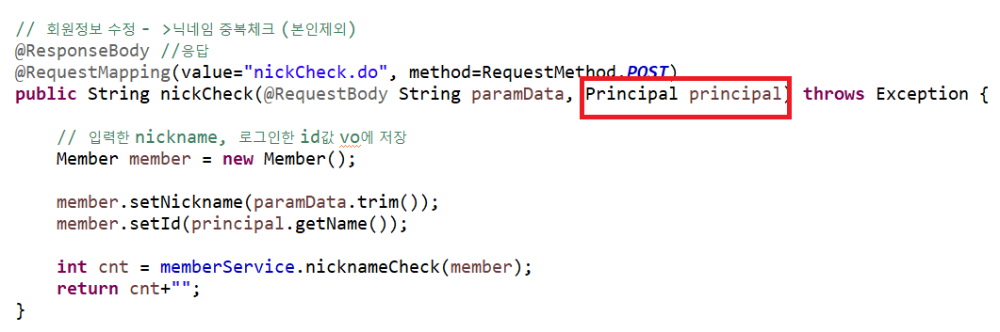 // 회원정보 수정 - >닉네임 중복체크 (본인제외)
@ResponseBody //응답
@RequestMapping(value="nickCheck.do", method=RequestMethod.POST)
public String nickCheck(@RequestBody String paramData, Principal principal) throws Exception {
// 입력한 nickname, 로그인한 id값 vo에 저장
Member member = new Member();
member.setNickname(paramData.trim());
member.setId(principal.getName());
int cnt = memberService.nicknameCheck(member);
return cnt+"";
}